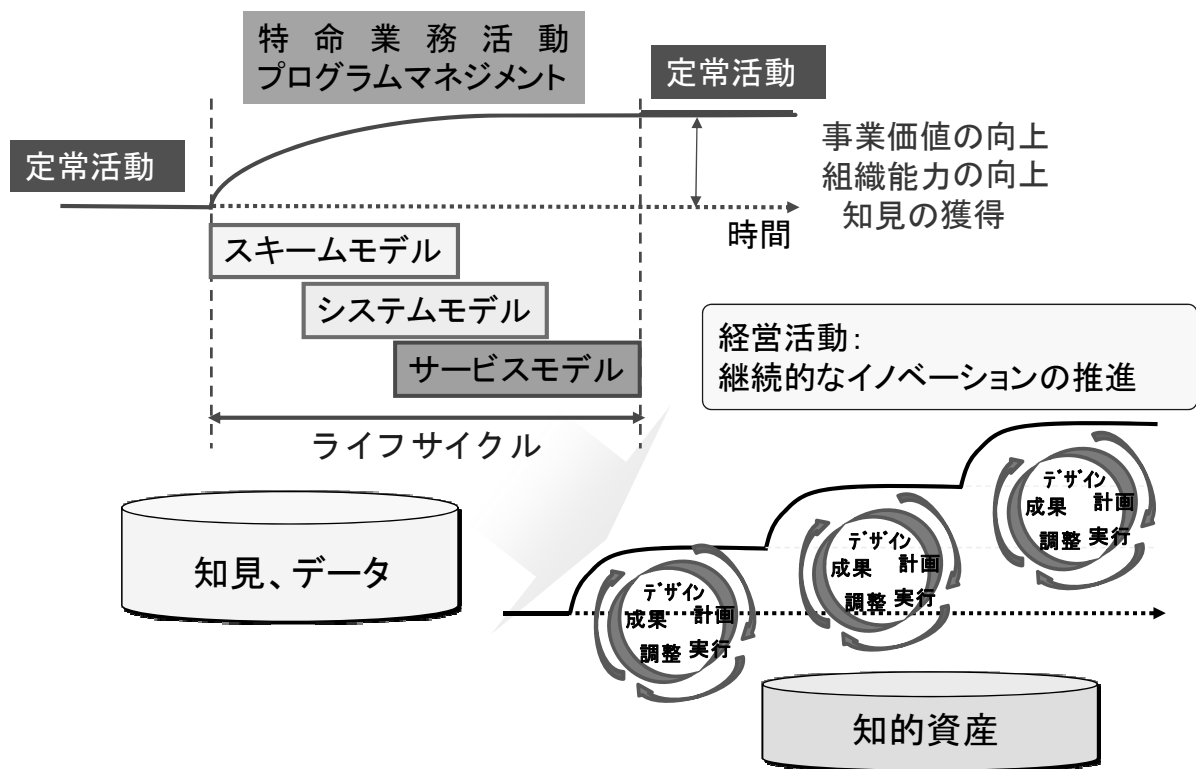 特命業務活動
プログラムマネジメント
定常活動
定常活動
事業価値の向上
組織能力の向上
知見の獲得
時間
スキームモデル
システムモデル
サービスモデル
ライフサイクル
経営活動：
継続的なイノベーションの推進
知見、データ
デザイン
成果 計画
調整 実行
デザイン
成果 計画
調整 実行
デザイン
成果 計画
調整 実行
知的資産